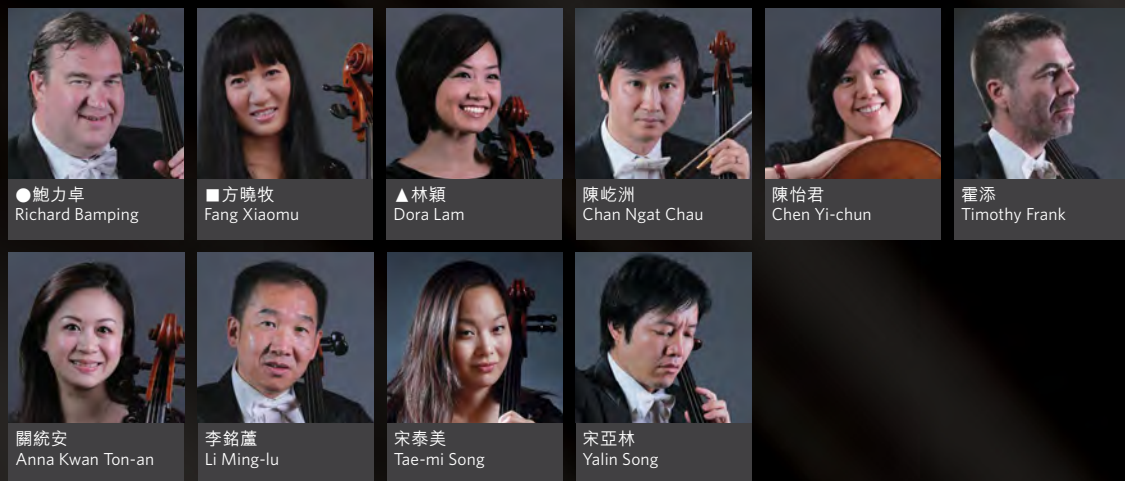 ●鮑力卓
Richard Bamping
■方曉牧
Fang Xiaomu
▲林穎
Dora Lam
陳屹洲
Chan Ngat Chau
陳怡君
Chen Yi-chun
霍添
Timothy Frank
關統安
Anna Kwan Ton-an
李銘蘆
Li Ming-lu
宋泰美
Tae-mi Song
宋亞林
Yalin Song